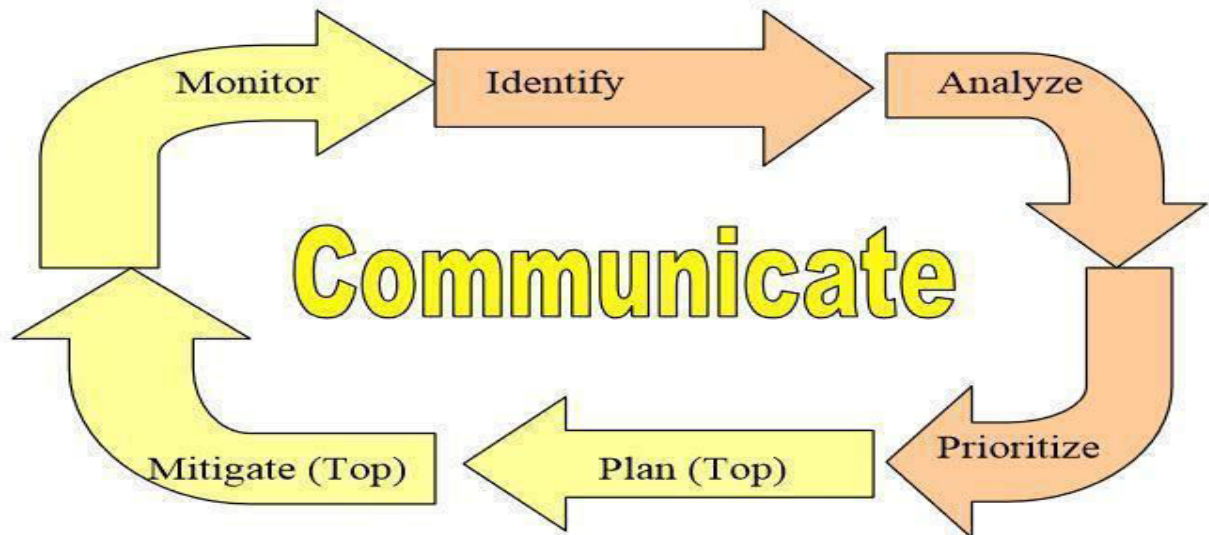 Monitor
Identify
Analyze
Communicate
Prioritize
Plan (Top)
Mitigate (Top)